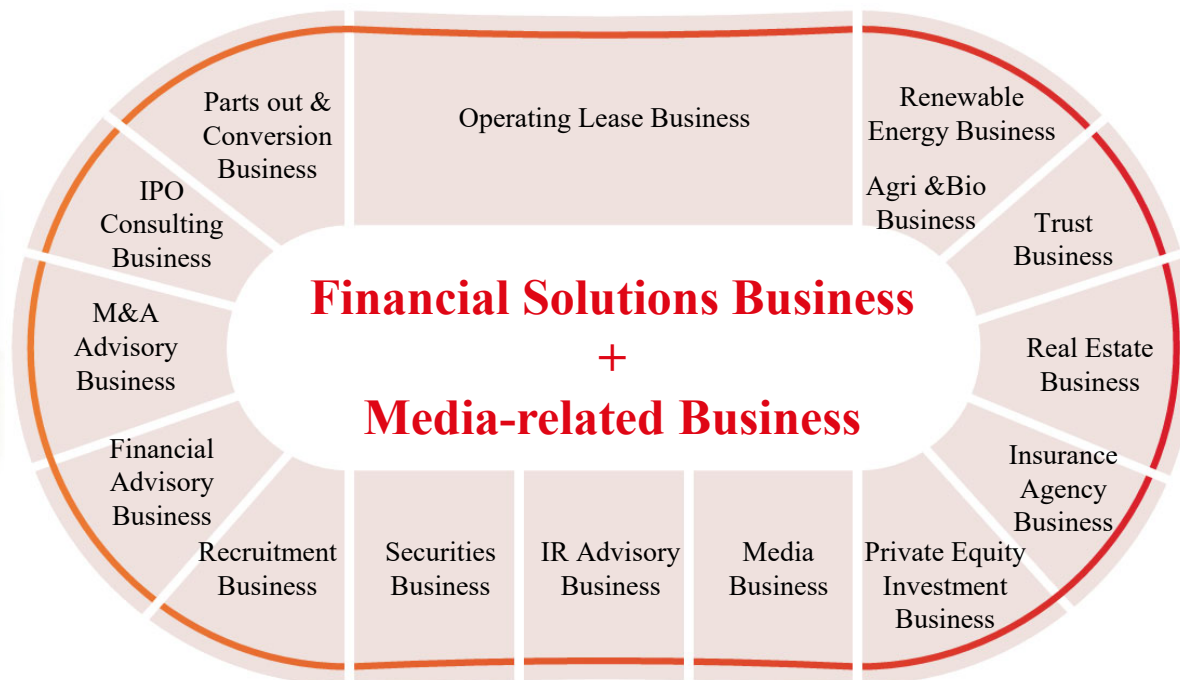 Parts out &
Conversion
Business
Operating Lease Business
Renewable
Energy Business
Agri &Bio
Business
Trust
Business
Real Estate
Business
Insurance
Agency
Business
Private Equity
Investment
Business
Media
Business
IR Advisory
Business
Securities
Business
Recruitment
Business
Financial
Advisory
Business
M&A
Advisory
Business
IPO
Consulting
Business
Financial Solutions Business
+
Media-related Business